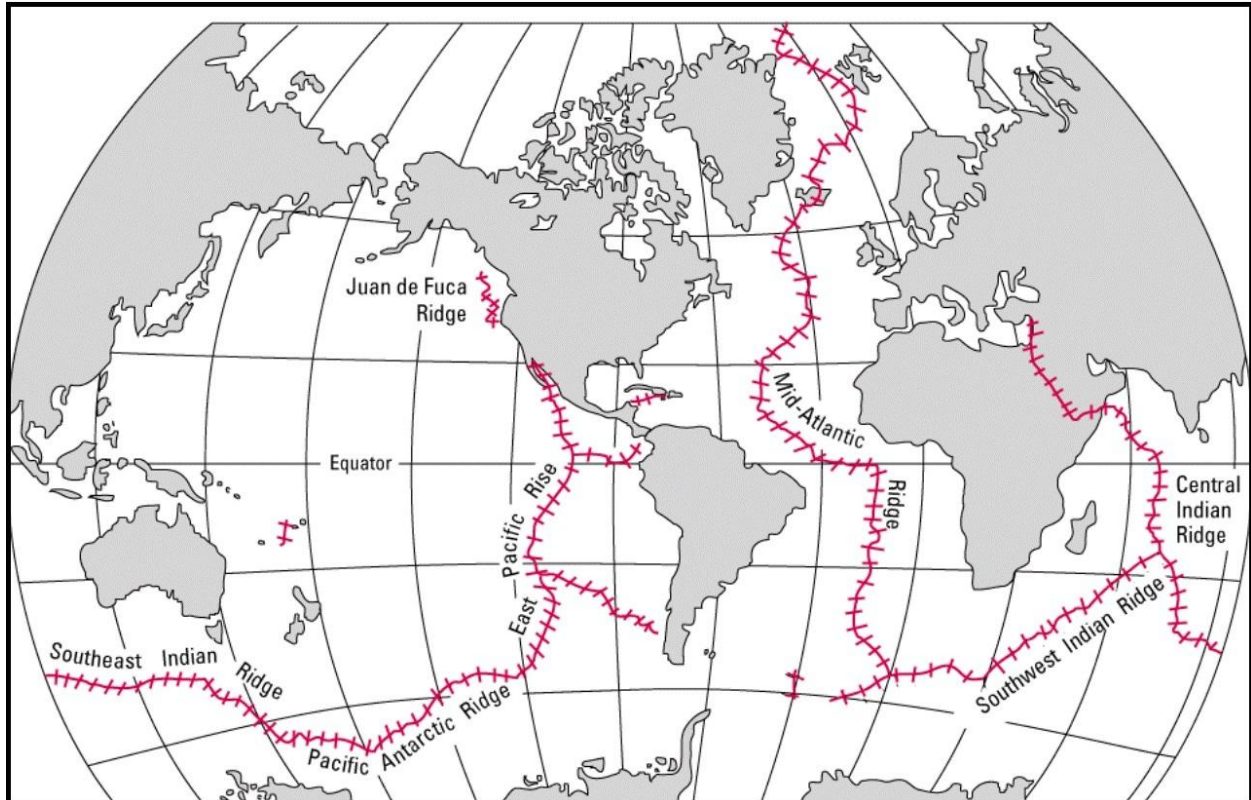 Juan de Fuca
Ridge
Mid-Atlantic
Ridge
Equator
East Pacific Rise
Central
Indian
Ridge
Southeast Indian Ridge
Southwest Indian Ridge
Pacific Antarctic Ridge